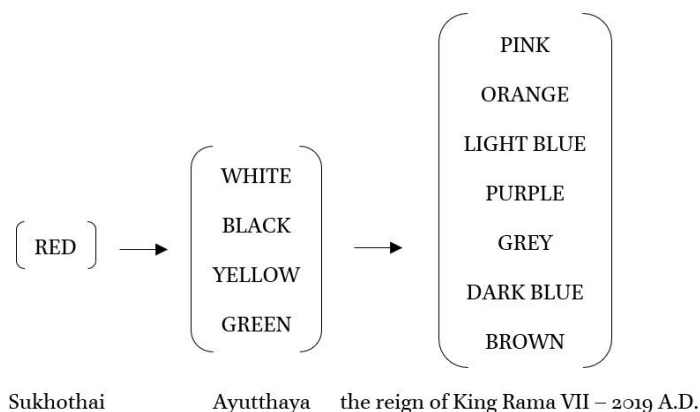 RED
WHITE
BLACK
YELLOW
GREEN
PINK
ORANGE
LIGHT BLUE
PURPLE
GREY
DARK BLUE
BROWN
Sukhothai
Ayutthaya
the reign of King Rama VII – 2019 A.D.